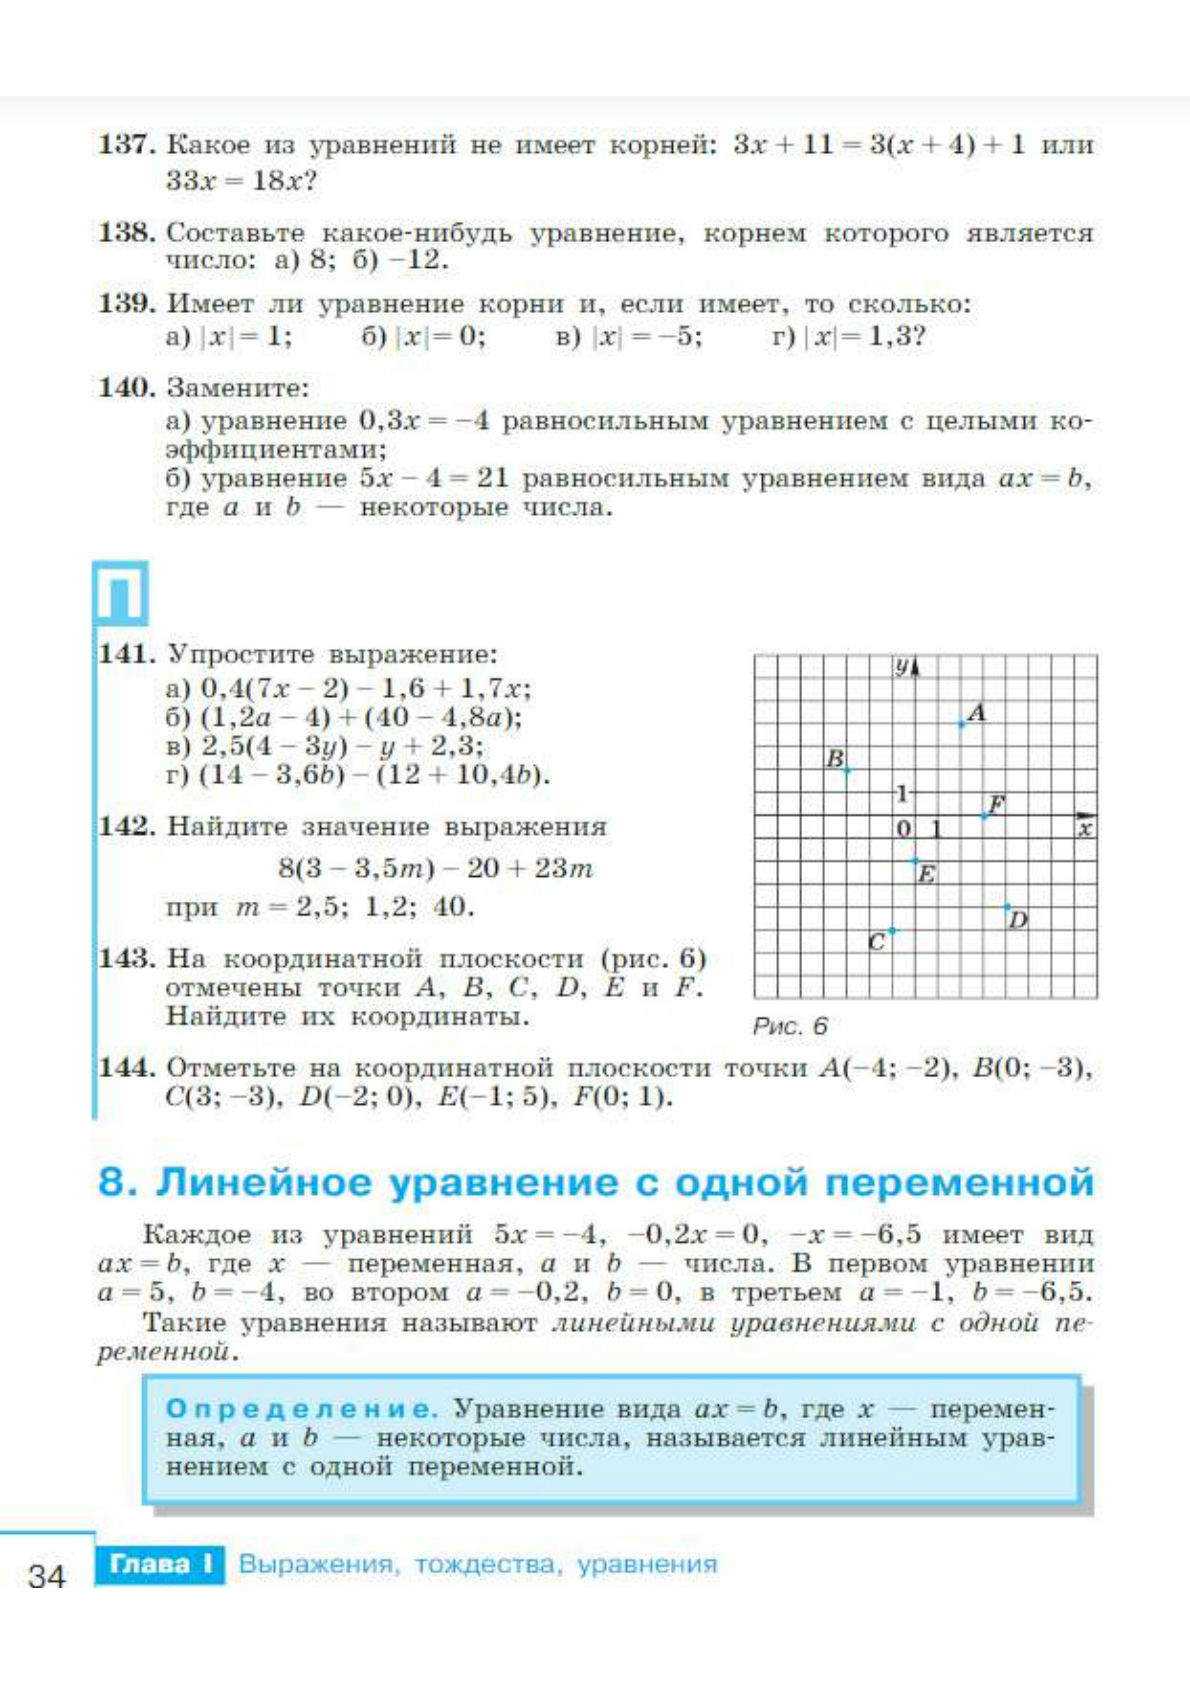 137. Какое из уравнений не имеет корней: 3x + 11 = 3(x + 4) + 1 или
33x = 18x?
138. Составьте какое-нибудь уравнение, корнем которого является
число: а) 8; б) −12.
139. Имеет ли уравнение корни и, если имеет, то сколько:
а) |x| = 1; б) |x| = 0; в) |x| = −5; г) |x| = 1,3?
140. Замените:
а) уравнение 0,3x = −4 равносильным уравнением с целыми ко-
эффициентами;
б) уравнение 5x − 4 = 21 равносильным уравнением вида ax = b,
где a и b — некоторые числа.
П
141. Упростите выражение:
а) 0,4(7x − 2) − 1,6 + 1,7x;
б) (1,2a − 4) + (40 − 4,8a);
в) 2,5(4 − 3y) − y + 2,3;
г) (14 − 3,6b) − (12 + 10,4b).
142. Найдите значение выражения
8(3 − 3,5m) − 20 + 23m
при m = 2,5; 1,2; 40.
143. На координатной плоскости (рис. 6)
отмечены точки A, B, C, D, E и F.
Найдите их координаты.
y
A
B
1
F
0 1 x
E
D
C
Рис. 6
144. Отметьте на координатной плоскости точки A(−4; −2), B(0; −3),
C(3; −3), D(−2; 0), E(−1; 5), F(0; 1).
8. Линейное уравнение с одной переменной
Каждое из уравнений 5x = −4, −0,2x = 0, −x = −6,5 имеет вид
ax = b, где x — переменная, a и b — числа. В первом уравнении
a = 5, b = −4, во втором a = −0,2, b = 0, в третьем a = −1, b = −6,5.
Такие уравнения называют линейными уравнениями с одной пе-
ременной.
Определение. Уравнение вида ax = b, где x — перемен-
ная, a и b — некоторые числа, называется линейным урав-
нением с одной переменной.
34 Глава I Выражения, тождества, уравнения